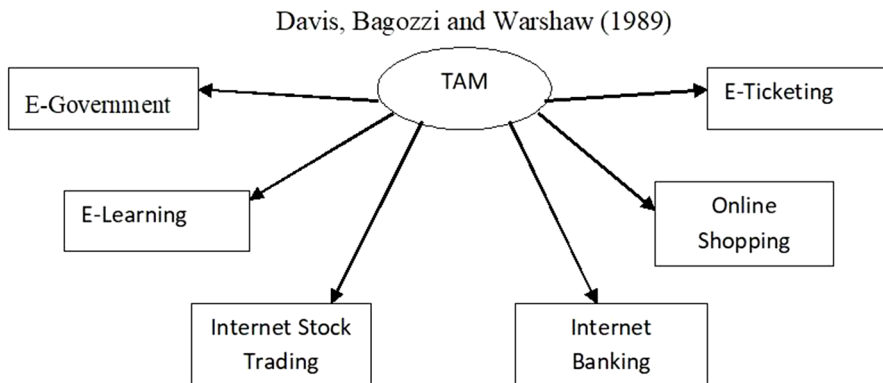 Davis, Bagozzi and Warshaw (1989)
TAM
E-Government
E-Ticketing
E-Learning
Online
Shopping
Internet Stock
Trading
Internet
Banking